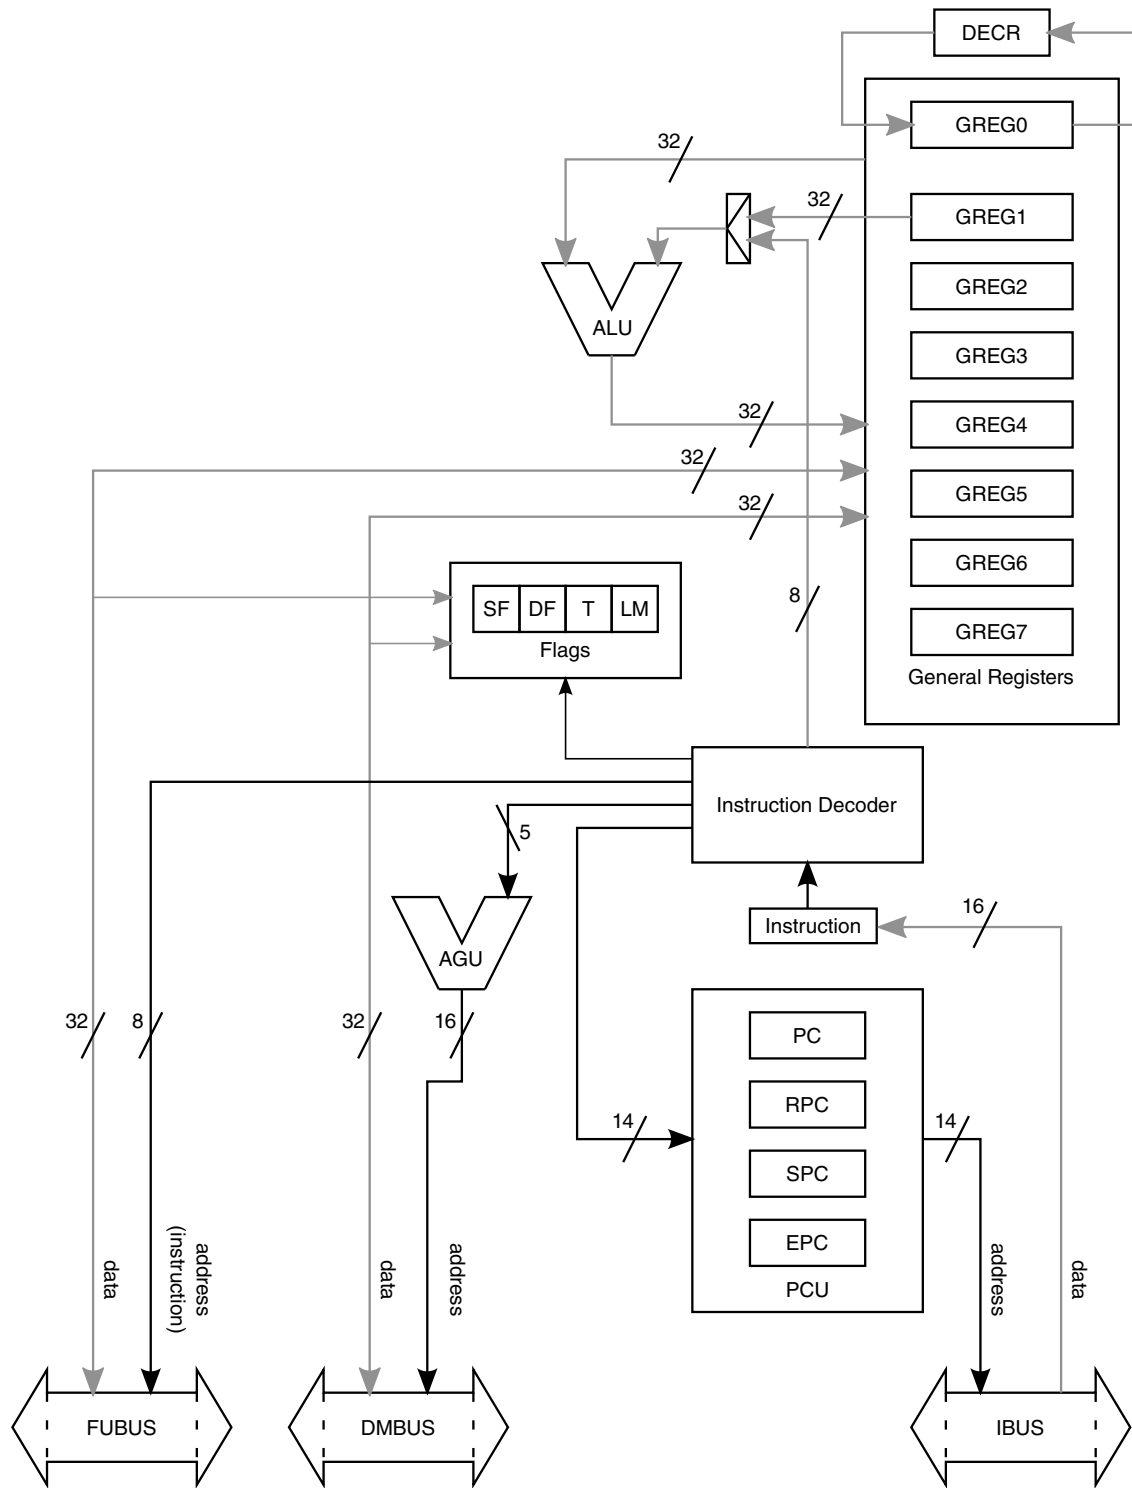 DECR
GREG0
32
32
GREG1
GREG2
ALU
GREG3
32
GREG4
32
GREG5
32
GREG6
8
SF DF T LM
GREG7
Flags
General Registers
Instruction Decoder
5
16
Instruction
AGU
32
8
32
16
PC
RPC
14
14
SPC
EPC
PCU
data
address
(instruction)
data
address
address
data
FUBUS
DMBUS
IBUS